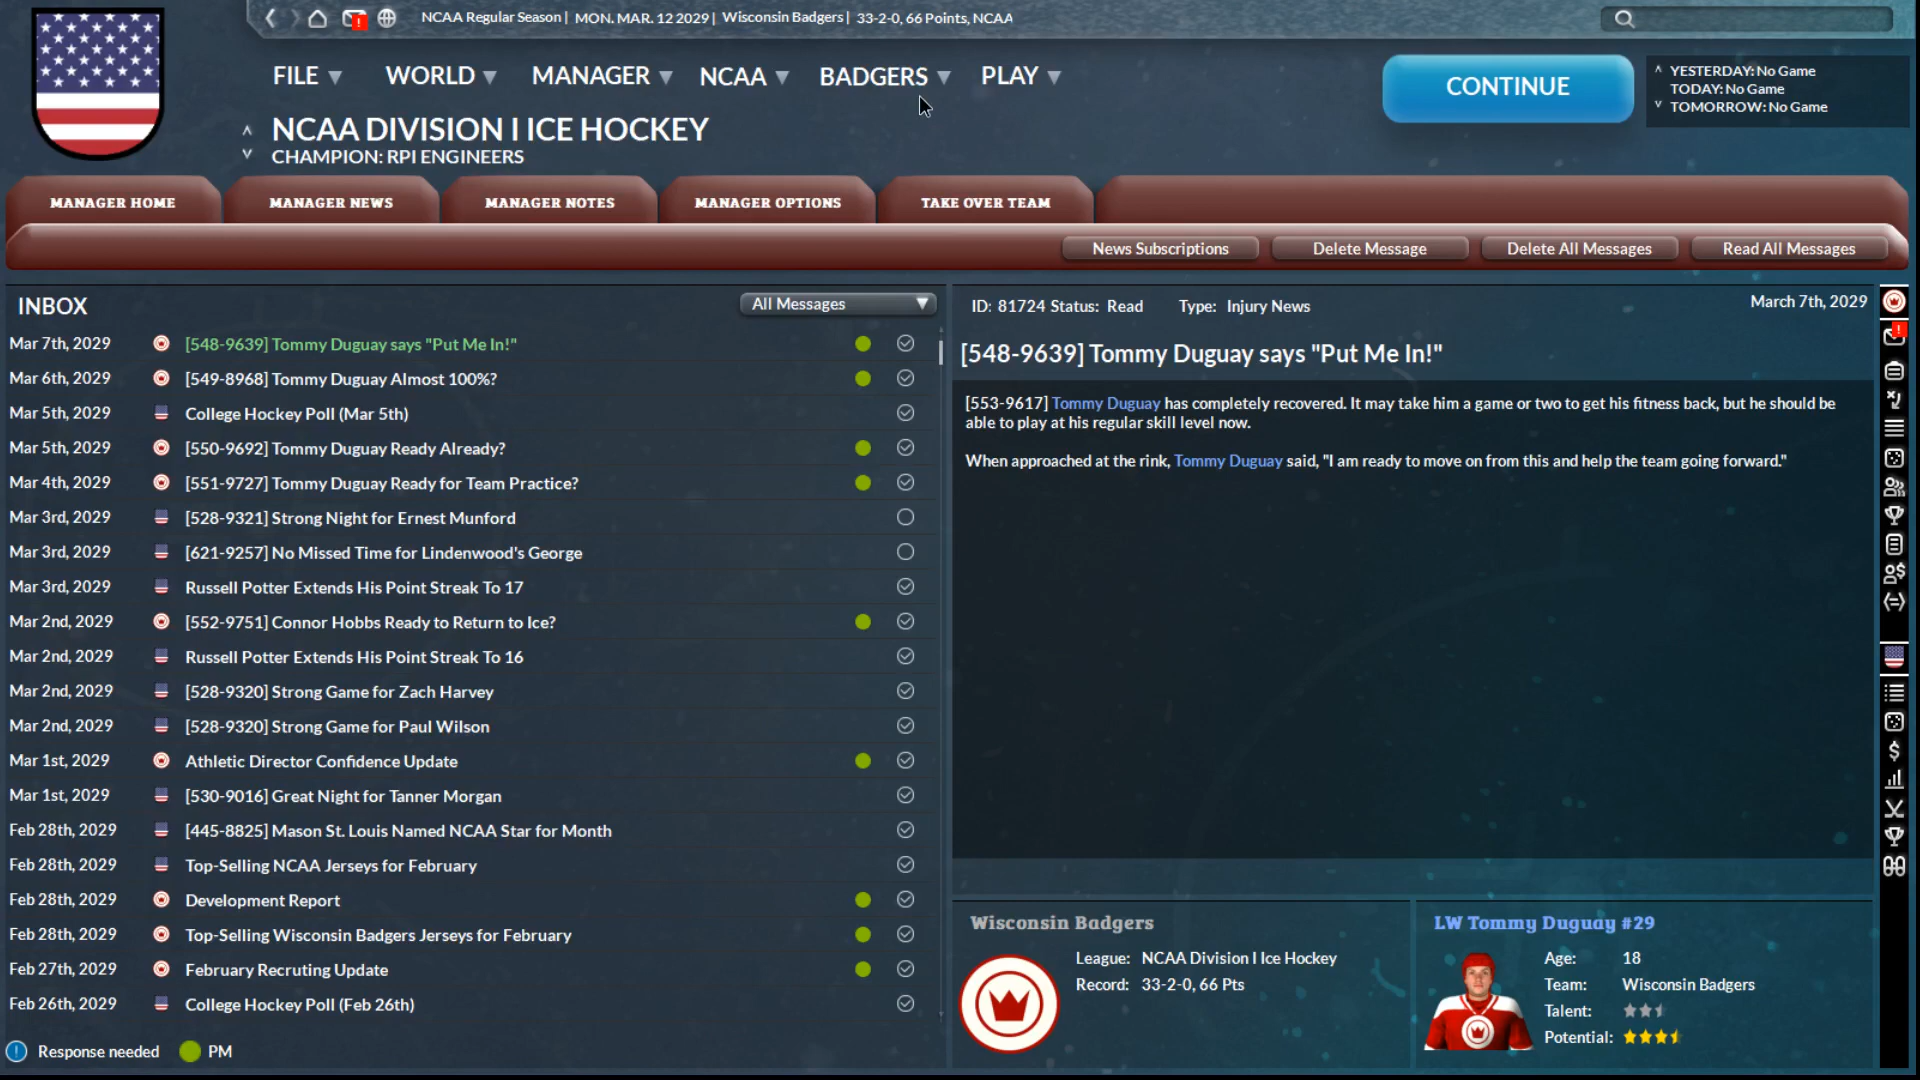 NCAA Regular Season | MON. MAR. 12 2029 | Wisconsin Badgers | 33-2-0, 66 Points, NCAA
FILE WORLD MANAGER NCAA BADGERS PLAY
CONTINUE
YESTERDAY: No Game
TODAY: No Game
TOMORROW: No Game
NCAA DIVISION I ICE HOCKEY
CHAMPION: RPI ENGINEERS
MANAGER HOME MANAGER NEWS MANAGER NOTES MANAGER OPTIONS TAKE OVER TEAM
News Subscriptions Delete Message Delete All Messages Read All Messages
INBOX All Messages
Mar 7th, 2029 [548-9639] Tommy Duguay says "Put Me In!"
Mar 6th, 2029 [549-8968] Tommy Duguay Almost 100%?
Mar 5th, 2029 College Hockey Poll (Mar 5th)
Mar 5th, 2029 [550-9692] Tommy Duguay Ready Already?
Mar 4th, 2029 [551-9727] Tommy Duguay Ready for Team Practice?
Mar 3rd, 2029 [528-9321] Strong Night for Ernest Munford
Mar 3rd, 2029 [621-9257] No Missed Time for Lindenwood's George
Mar 3rd, 2029 Russell Potter Extends His Point Streak To 17
Mar 2nd, 2029 [552-9751] Connor Hobbs Ready to Return to Ice?
Mar 2nd, 2029 Russell Potter Extends His Point Streak To 16
Mar 2nd, 2029 [528-9320] Strong Game for Zach Harvey
Mar 2nd, 2029 [528-9320] Strong Game for Paul Wilson
Mar 1st, 2029 Athletic Director Confidence Update
Mar 1st, 2029 [530-9016] Great Night for Tanner Morgan
Feb 28th, 2029 [445-8825] Mason St. Louis Named NCAA Star for Month
Feb 28th, 2029 Top-Selling NCAA Jerseys for February
Feb 28th, 2029 Development Report
Feb 28th, 2029 Top-Selling Wisconsin Badgers Jerseys for February
Feb 27th, 2029 February Recruting Update
Feb 26th, 2029 College Hockey Poll (Feb 26th)
Response needed PM
ID: 81724 Status: Read Type: Injury News March 7th, 2029
[548-9639] Tommy Duguay says "Put Me In!"
[553-9617] Tommy Duguay has completely recovered. It may take him a game or two to get his fitness back, but he should be
able to play at his regular skill level now.
When approached at the rink, Tommy Duguay said, "I am ready to move on from this and help the team going forward."
Wisconsin Badgers
League: NCAA Division I Ice Hockey
Record: 33-2-0, 66 Pts
LW Tommy Duguay #29
Age: 18
Team: Wisconsin Badgers
Talent:
Potential: